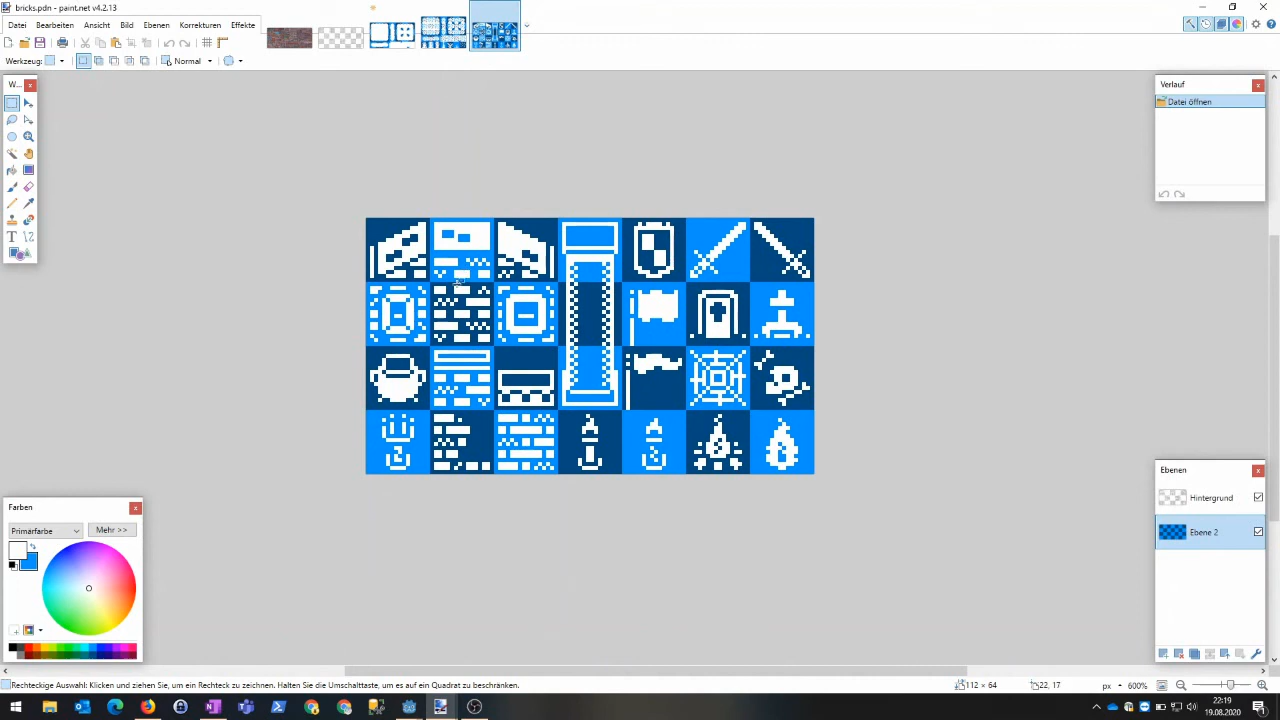 bricks.pdn - paint.net v4.2.13
Datei Bearbeiten Ansicht Bild Ebenen Korrekturen Effekte
Werkzeug: Normal
W...
Verlauf
Datei öffnen
Ebenen
Hintergrund
Ebene 2
Farben
Primärfarbe Mehr >>
Rechteckige Auswahl: Klicken und ziehen Sie, um ein Rechteck zu zeichnen. Halten Sie die Umschalttaste, um es auf ein Quadrat zu beschränken. 112 × 64 22, 17 px 600%
22:19
19.08.2020